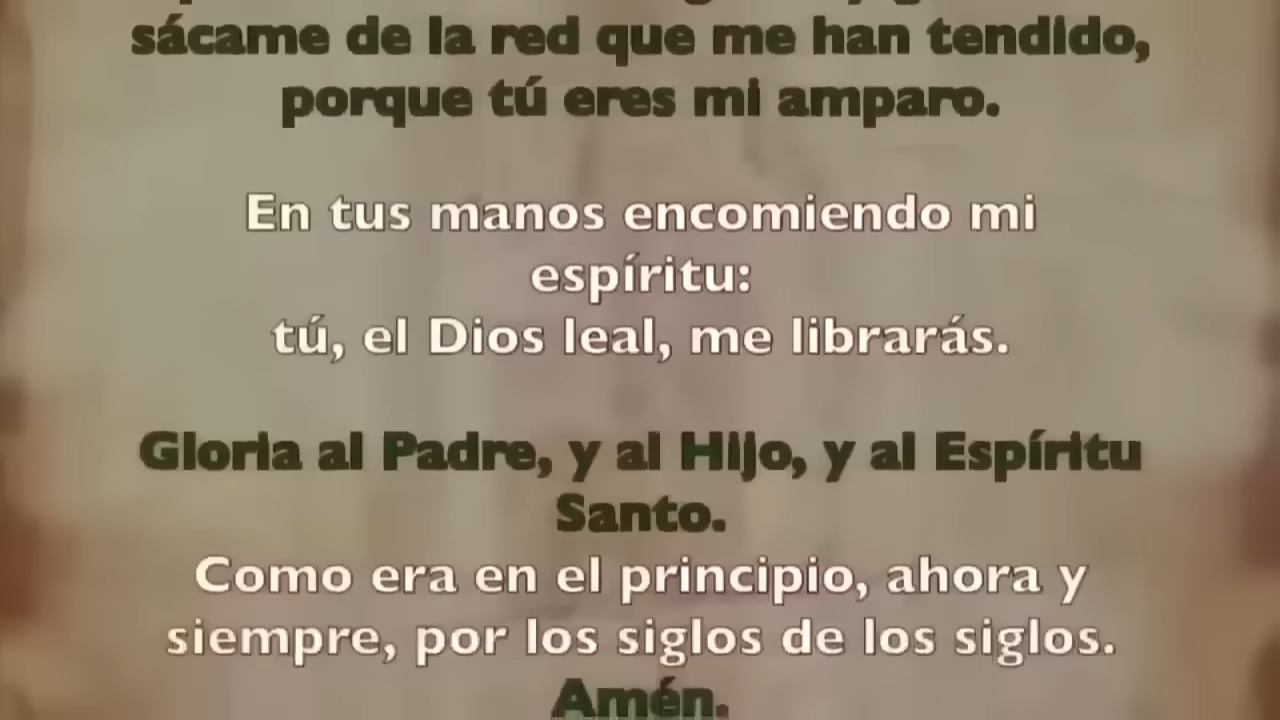 sácame de la red que me han tendido,
porque tú eres mi amparo.
En tus manos encomiendo mi
espíritu:
tú, el Dios leal, me librarás.
Gloria al Padre, y al Hijo, y al Espíritu
Santo.
Como era en el principio, ahora y
siempre, por los siglos de los siglos.
Amén.